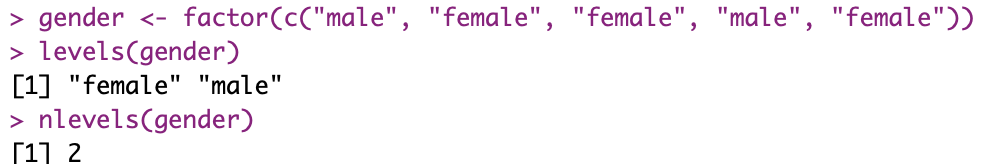 > gender <- factor(c("male", "female", "female", "male", "female"))
> levels(gender)
[1] "female" "male"
> nlevels(gender)
[1] 2